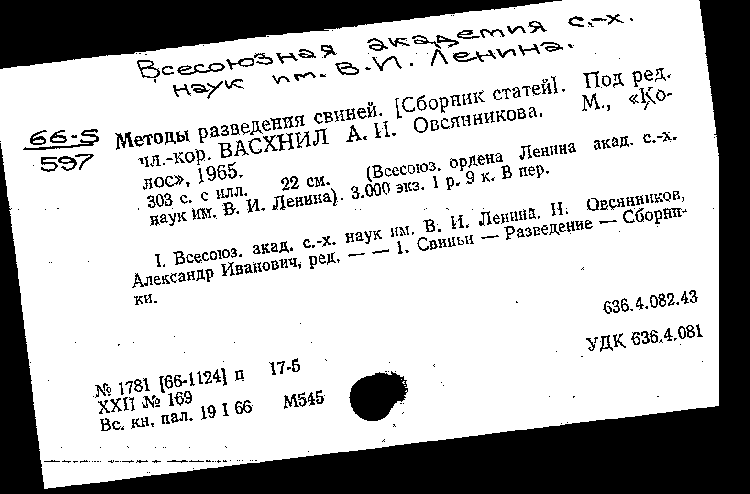 Всесоюзная академия с.-х.
наук им. В.И. Ленина.
66-5
597
Методы разведения свиней. [Сборник статей]. Под ред.
чл.-кор. ВАСХНИЛ А. И. Овсянникова. М., «Ко-
лос», 1965.
303 с. с илл. 22 см. (Всесоюз. ордена Ленина акад. с.-х.
наук им. В. И. Ленина). 3.000 экз. 1 р. 9 к. В пер.
I. Всесоюз. акад. с.-х. наук им. В. И. Ленина. II. Овсянников,
Александр Иванович, ред. — — 1. Свиньи — Разведение — Сборни-
ки.
636.4.082.43
УДК 636.4.081
№ 1781 [66-1124] п 17-5
XXII № 169
Вс. кн. пал. 19 I 66 М545